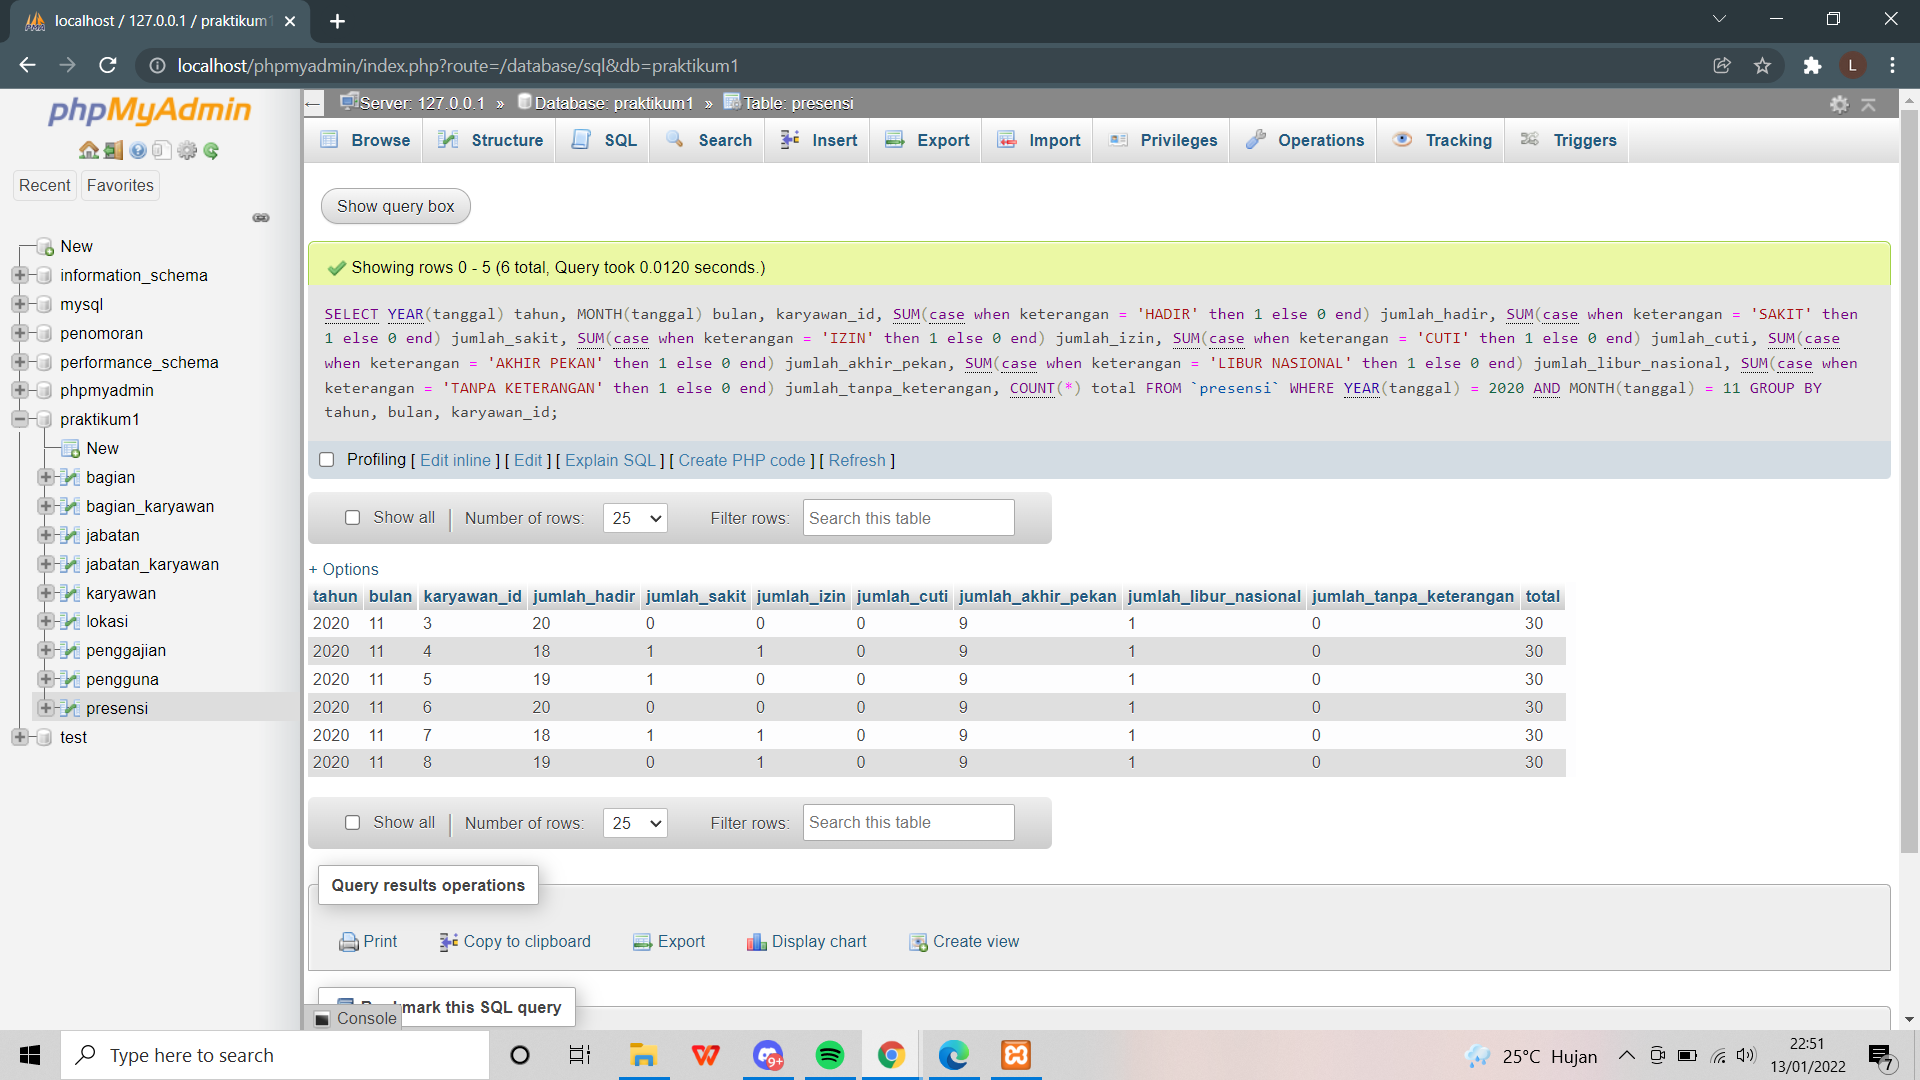 localhost / 127.0.0.1 / praktikum1
localhost/phpmyadmin/index.php?route=/database/sql&db=praktikum1
L
phpMyAdmin
Recent
Favorites
New
information_schema
mysql
penomoran
performance_schema
phpmyadmin
praktikum1
New
bagian
bagian_karyawan
jabatan
jabatan_karyawan
karyawan
lokasi
penggajian
pengguna
presensi
test
Server: 127.0.0.1 » Database: praktikum1 » Table: presensi
Browse Structure SQL Search Insert Export Import Privileges Operations Tracking Triggers
Show query box
Showing rows 0 - 5 (6 total, Query took 0.0120 seconds.)
SELECT YEAR(tanggal) tahun, MONTH(tanggal) bulan, karyawan_id, SUM(case when keterangan = 'HADIR' then 1 else 0 end) jumlah_hadir, SUM(case when keterangan = 'SAKIT' then
1 else 0 end) jumlah_sakit, SUM(case when keterangan = 'IZIN' then 1 else 0 end) jumlah_izin, SUM(case when keterangan = 'CUTI' then 1 else 0 end) jumlah_cuti, SUM(case
when keterangan = 'AKHIR PEKAN' then 1 else 0 end) jumlah_akhir_pekan, SUM(case when keterangan = 'LIBUR NASIONAL' then 1 else 0 end) jumlah_libur_nasional, SUM(case when
keterangan = 'TANPA KETERANGAN' then 1 else 0 end) jumlah_tanpa_keterangan, COUNT(*) total FROM `presensi` WHERE YEAR(tanggal) = 2020 AND MONTH(tanggal) = 11 GROUP BY
tahun, bulan, karyawan_id;
Profiling [ Edit inline ] [ Edit ] [ Explain SQL ] [ Create PHP code ] [ Refresh ]
Show all | Number of rows: 25 Filter rows: Search this table
+ Options
tahun bulan karyawan_id jumlah_hadir jumlah_sakit jumlah_izin jumlah_cuti jumlah_akhir_pekan jumlah_libur_nasional jumlah_tanpa_keterangan total
2020 11 3 20 0 0 0 9 1 0 30
2020 11 4 18 1 1 0 9 1 0 30
2020 11 5 19 1 0 0 9 1 0 30
2020 11 6 20 0 0 0 9 1 0 30
2020 11 7 18 1 1 0 9 1 0 30
2020 11 8 19 0 1 0 9 1 0 30
Show all | Number of rows: 25 Filter rows: Search this table
Query results operations
Print Copy to clipboard Export Display chart Create view
mark this SQL query
Console
Type here to search
9+
25°C Hujan
22:51
13/01/2022
7